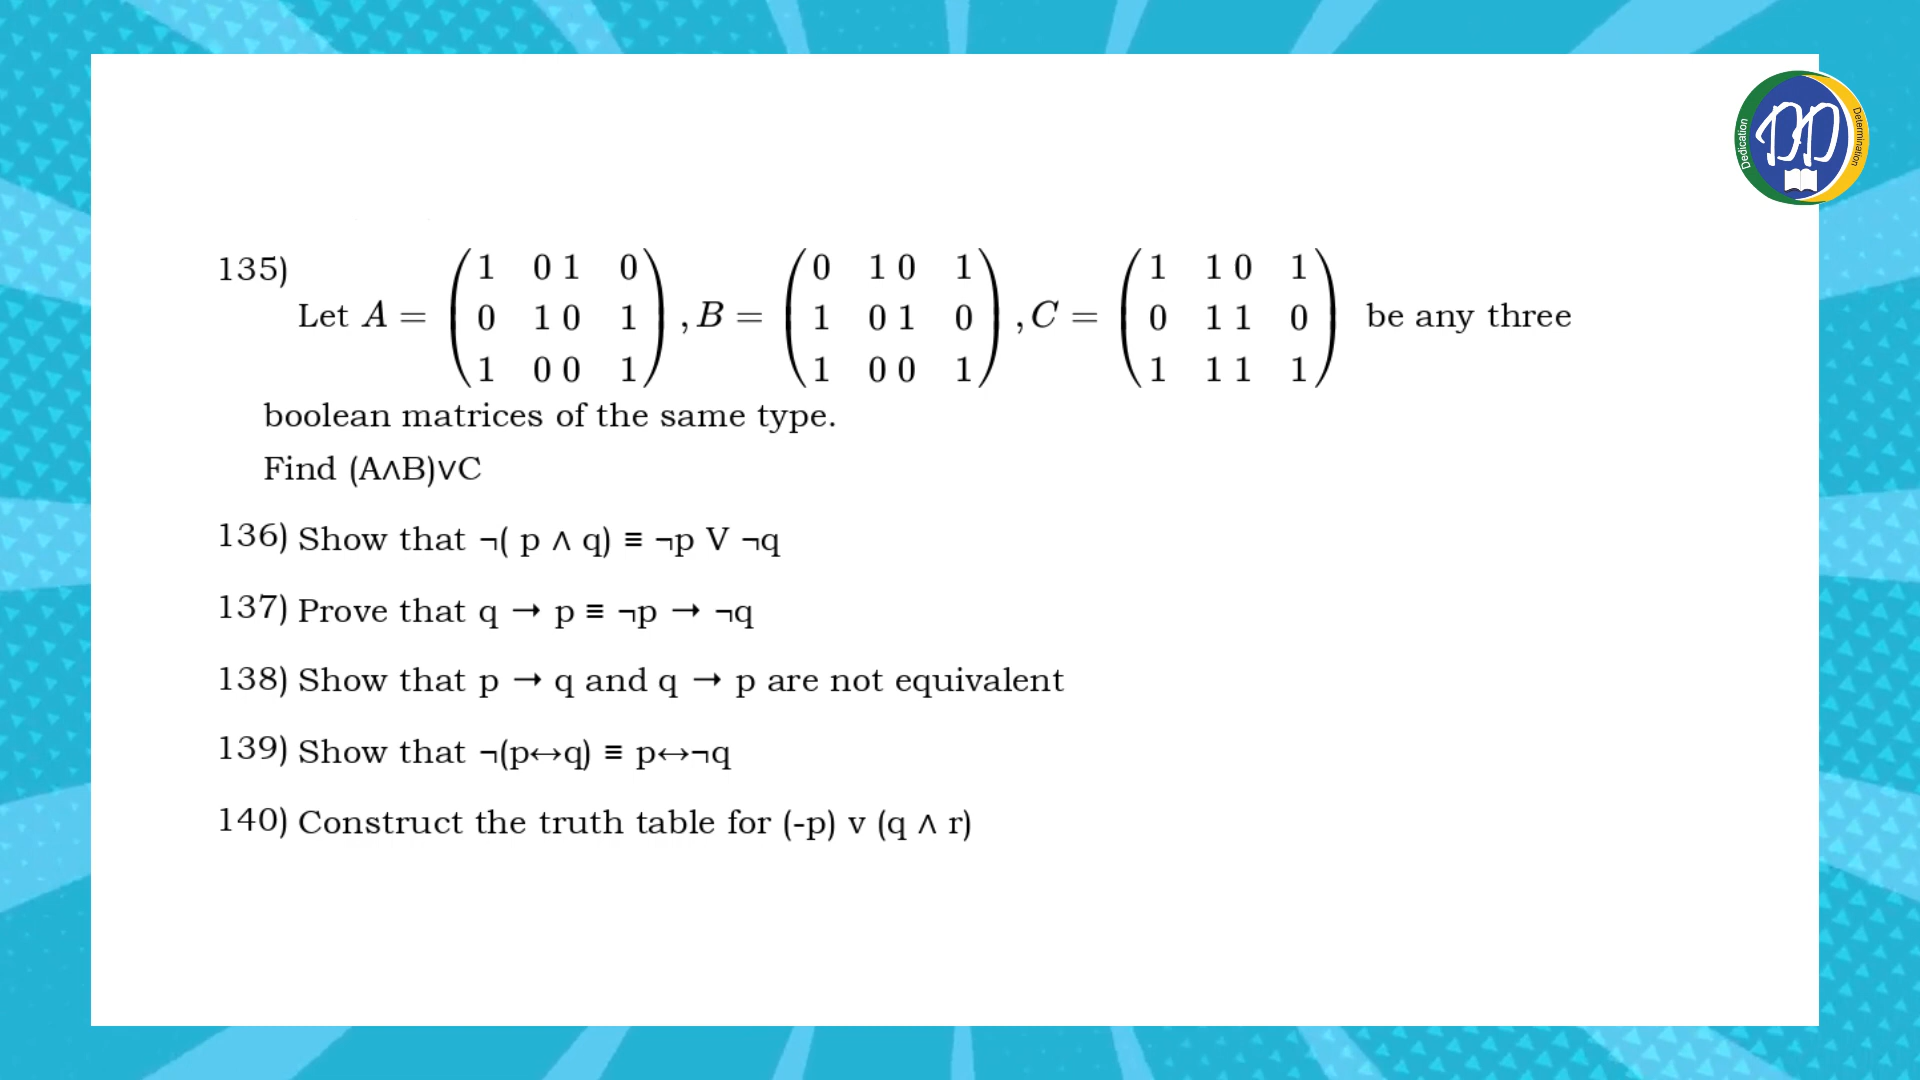 Dedication
Determination
135)
Let A = ( 1 0 1 0 ; 0 1 0 1 ; 1 0 0 1 ) , B = ( 0 1 0 1 ; 1 0 1 0 ; 1 0 0 1 ) , C = ( 1 1 0 1 ; 0 1 1 0 ; 1 1 1 1 ) be any three
boolean matrices of the same type.
Find (A∧B)∨C
136) Show that ¬( p ∧ q) ≡ ¬p V ¬q
137) Prove that q → p ≡ ¬p → ¬q
138) Show that p → q and q → p are not equivalent
139) Show that ¬(p↔q) ≡ p↔¬q
140) Construct the truth table for (-p) v (q ∧ r)